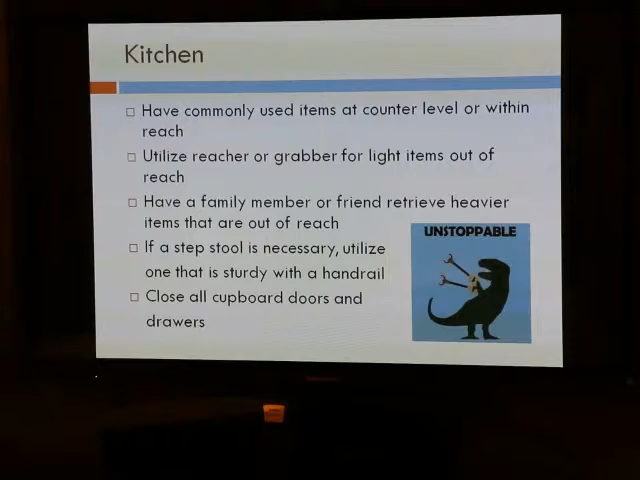 Kitchen
Have commonly used items at counter level or within
reach
Utilize reacher or grabber for light items out of
reach
Have a family member or friend retrieve heavier
items that are out of reach
If a step stool is necessary, utilize
one that is sturdy with a handrail
Close all cupboard doors and
drawers
UNSTOPPABLE